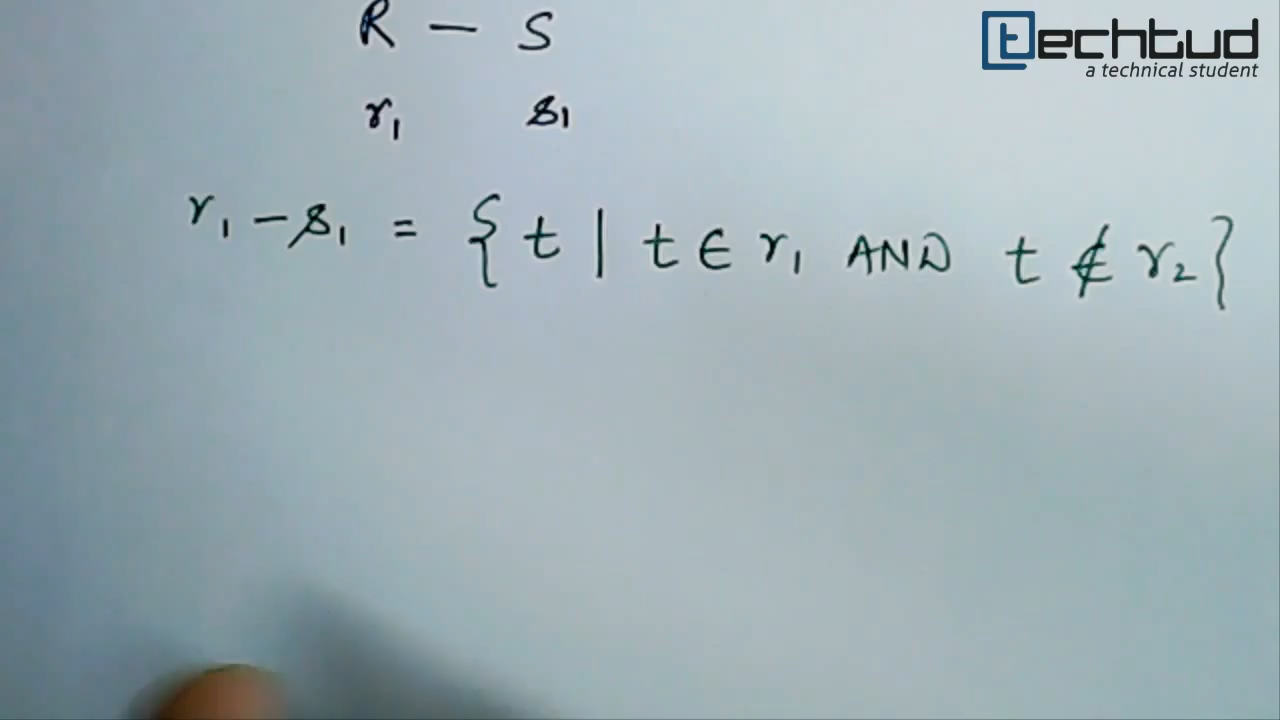 R – S
techtud
a technical student
r₁ s₁
r₁ – s₁ = { t | t ∈ r₁ AND t ∉ r₂ }